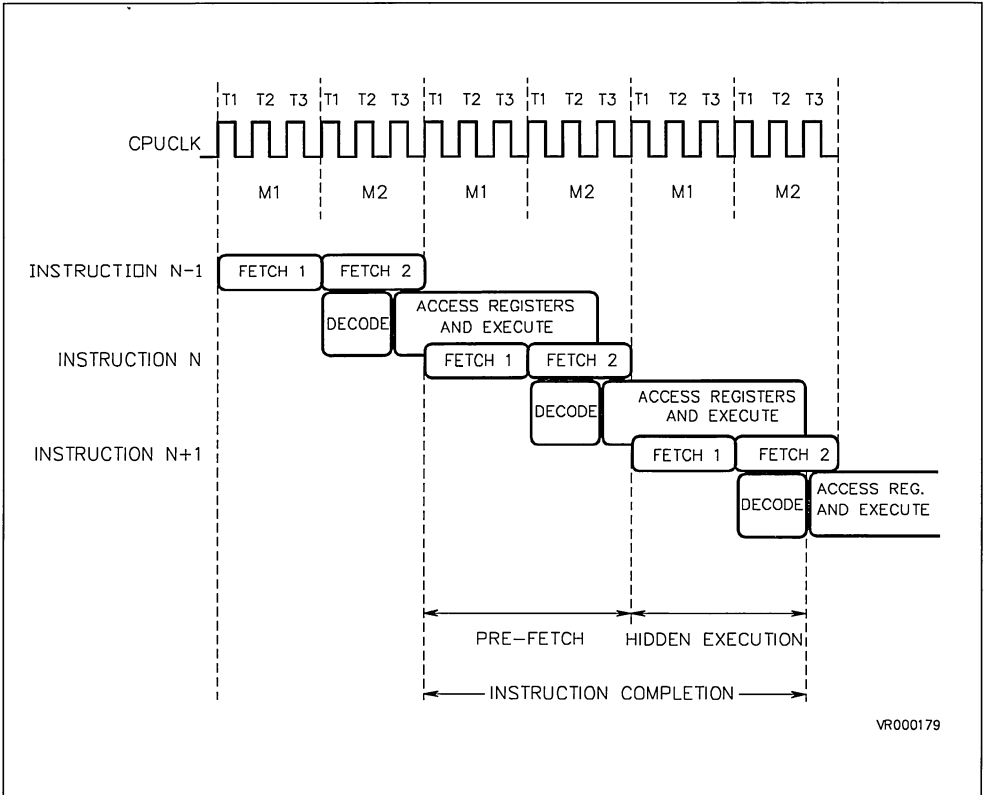 T1 T2 T3 T1 T2 T3 T1 T2 T3 T1 T2 T3 T1 T2 T3 T1 T2 T3
CPUCLK
M1 M2 M1 M2 M1 M2
INSTRUCTION N-1 FETCH 1 FETCH 2
DECODE ACCESS REGISTERS
AND EXECUTE
INSTRUCTION N FETCH 1 FETCH 2
DECODE ACCESS REGISTERS
AND EXECUTE
INSTRUCTION N+1 FETCH 1 FETCH 2
DECODE ACCESS REG.
AND EXECUTE
PRE-FETCH HIDDEN EXECUTION
INSTRUCTION COMPLETION
VR000179